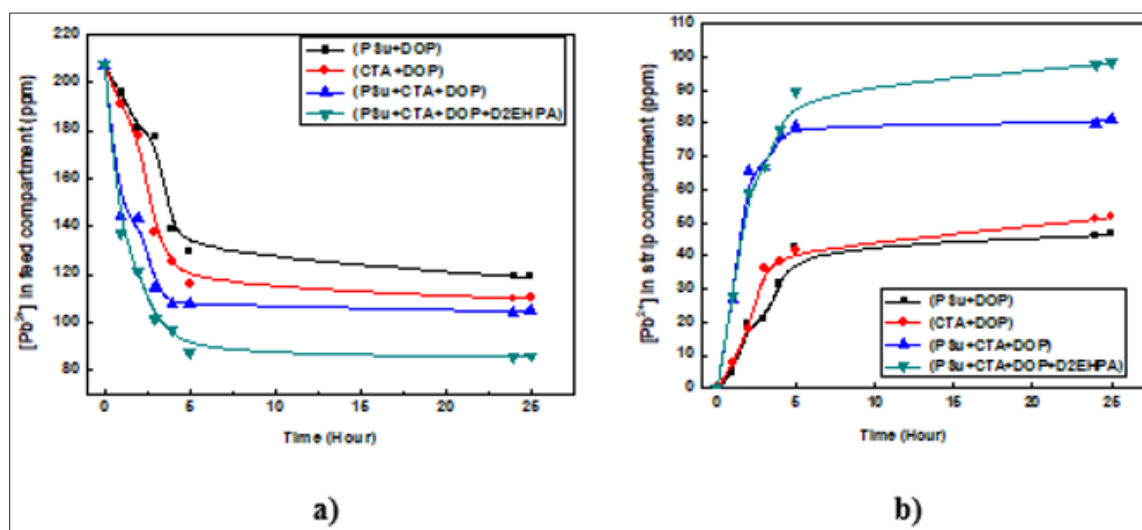 220
200
180
160
140
120
100
80
[Pb²⁺] in feed compartment (ppm)
(PSu+DOP)
(CTA+DOP)
(PSu+CTA+DOP)
(PSu+CTA+DOP+D2EHPA)
0 5 10 15 20 25
Time (Hour)
a)
110
100
90
80
70
60
50
40
30
20
10
0
[Pb²⁺] in strip compartment (ppm)
(PSu+DOP)
(CTA+DOP)
(PSu+CTA+DOP)
(PSu+CTA+DOP+D2EHPA)
0 5 10 15 20 25
Time (Hour)
b)